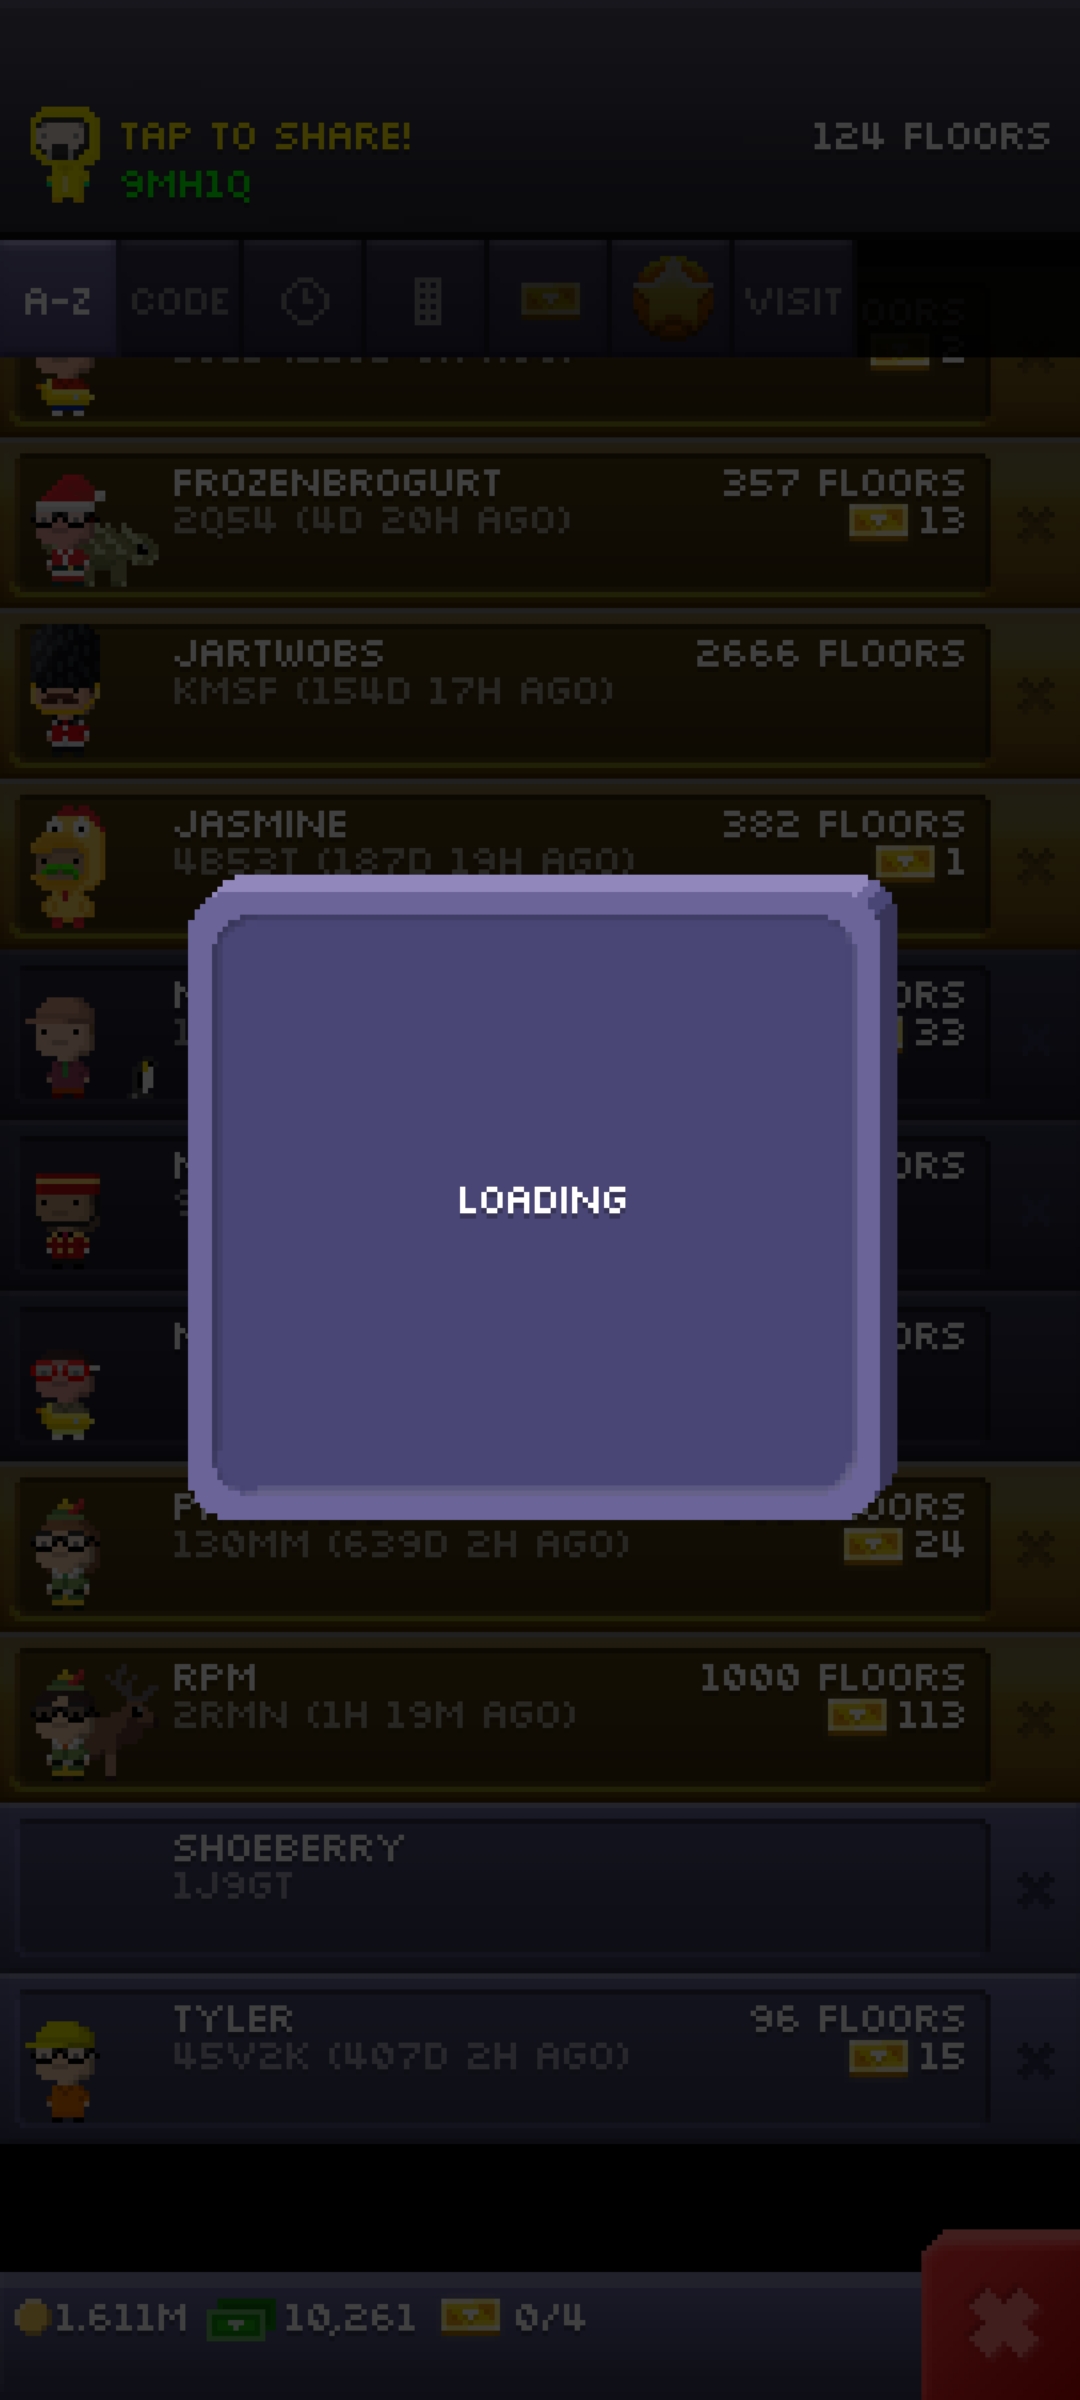 TAP TO SHARE!
124 FLOORS
9MH1Q
A-Z CODE VISIT
2
FROZENBROGURT 357 FLOORS
2Q54 (4D 20H AGO) 13
JARTWOBS 2666 FLOORS
KMSF (154D 17H AGO)
JASMINE 382 FLOORS
4B53T (187D 19H AGO) 1
33
LOADING
130MM (639D 2H AGO) 24
RPM 1000 FLOORS
2RMN (1H 19M AGO) 113
SHOEBERRY
1J9GT
TYLER 96 FLOORS
45V2K (407D 2H AGO) 15
1.611M 10,261 0/4